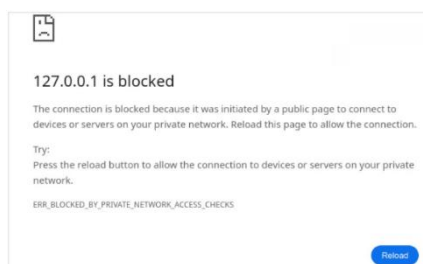 127.0.0.1 is blocked
The connection is blocked because it was initiated by a public page to connect to
devices or servers on your private network. Reload this page to allow the connection.
Try:
Press the reload button to allow the connection to devices or servers on your private
network.
ERR_BLOCKED_BY_PRIVATE_NETWORK_ACCESS_CHECKS
Reload